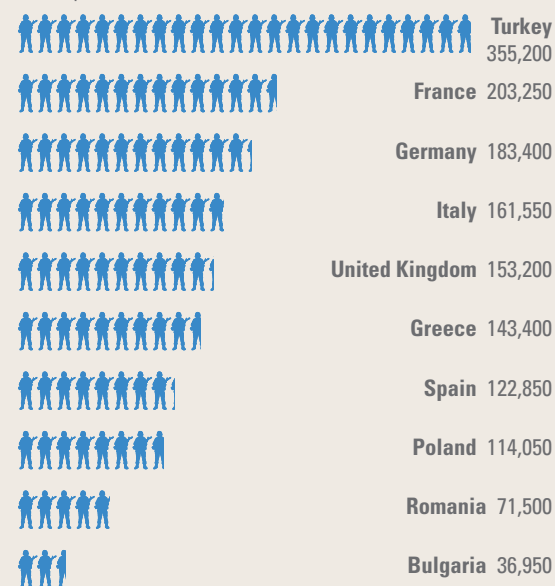 Turkey
355,200
France 203,250
Germany 183,400
Italy 161,550
United Kingdom 153,200
Greece 143,400
Spain 122,850
Poland 114,050
Romania 71,500
Bulgaria 36,950